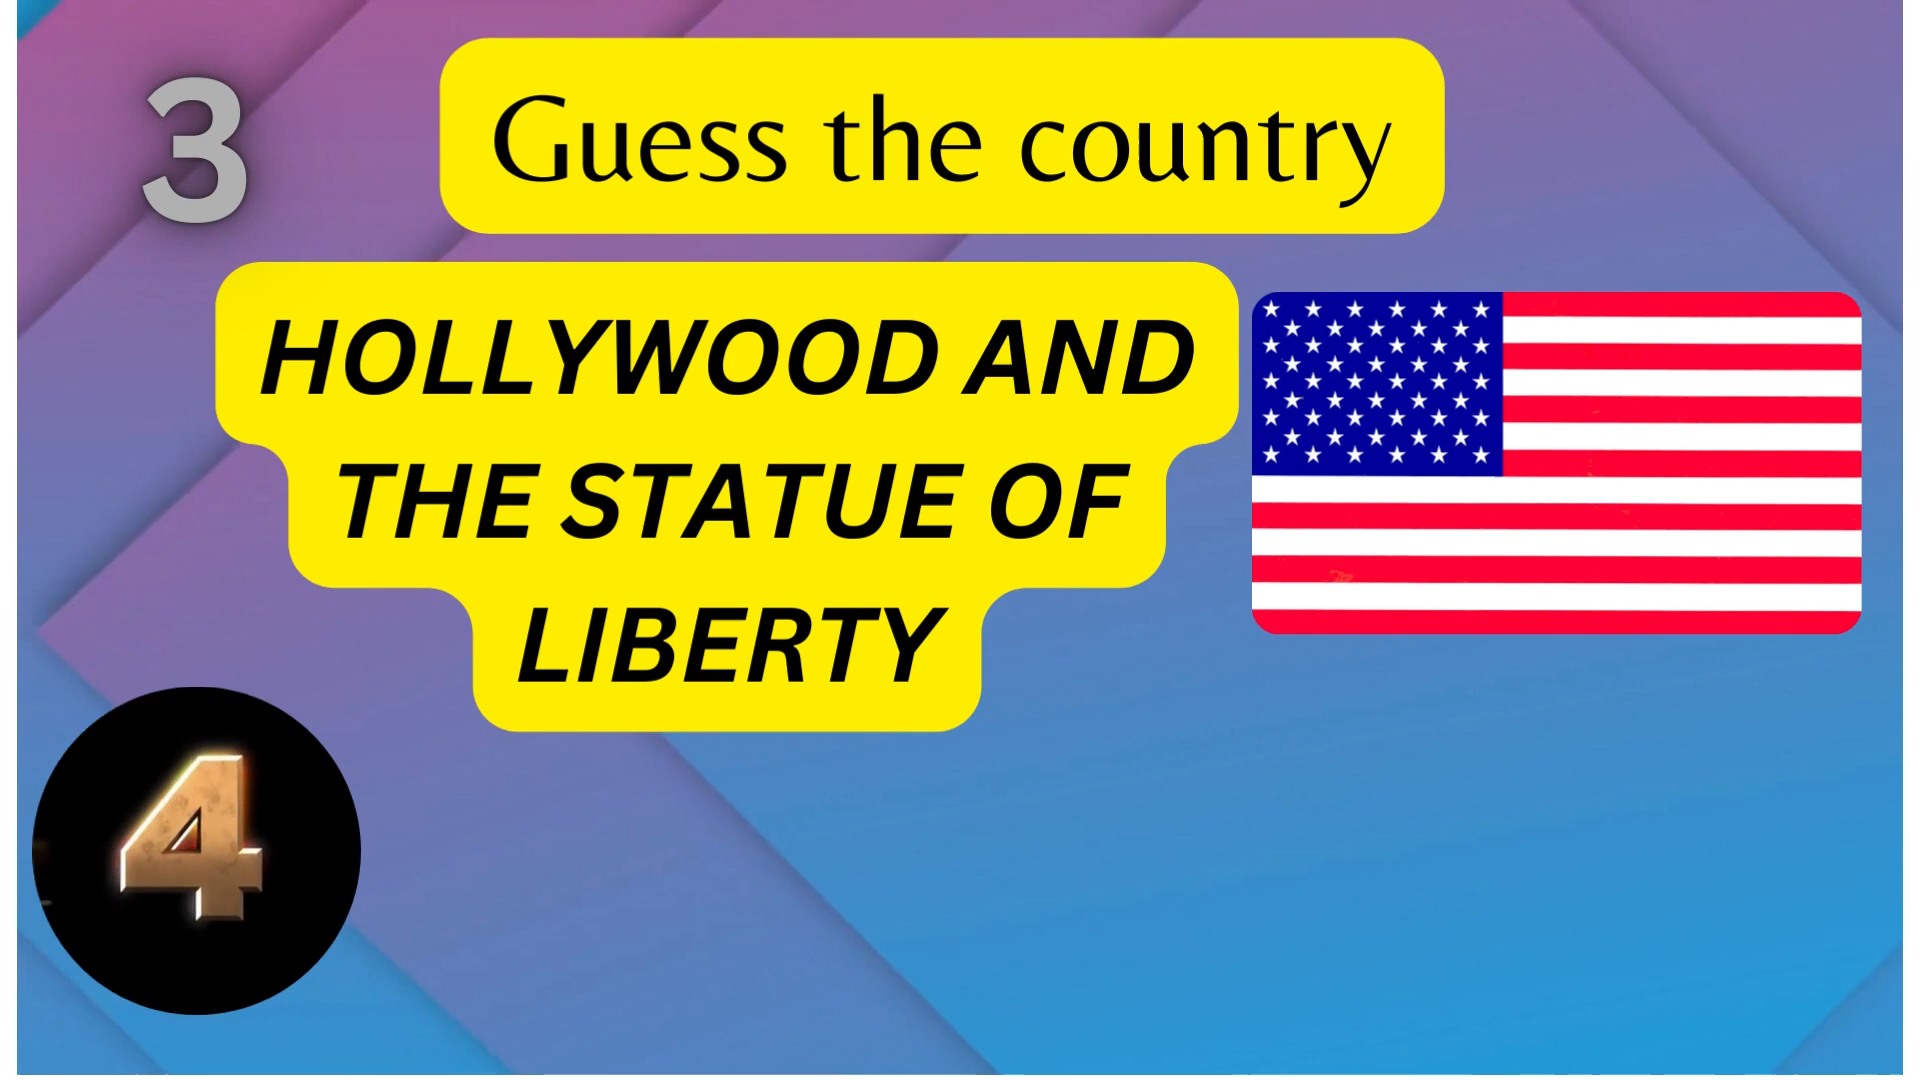 3
Guess the country
HOLLYWOOD AND
THE STATUE OF
LIBERTY
4